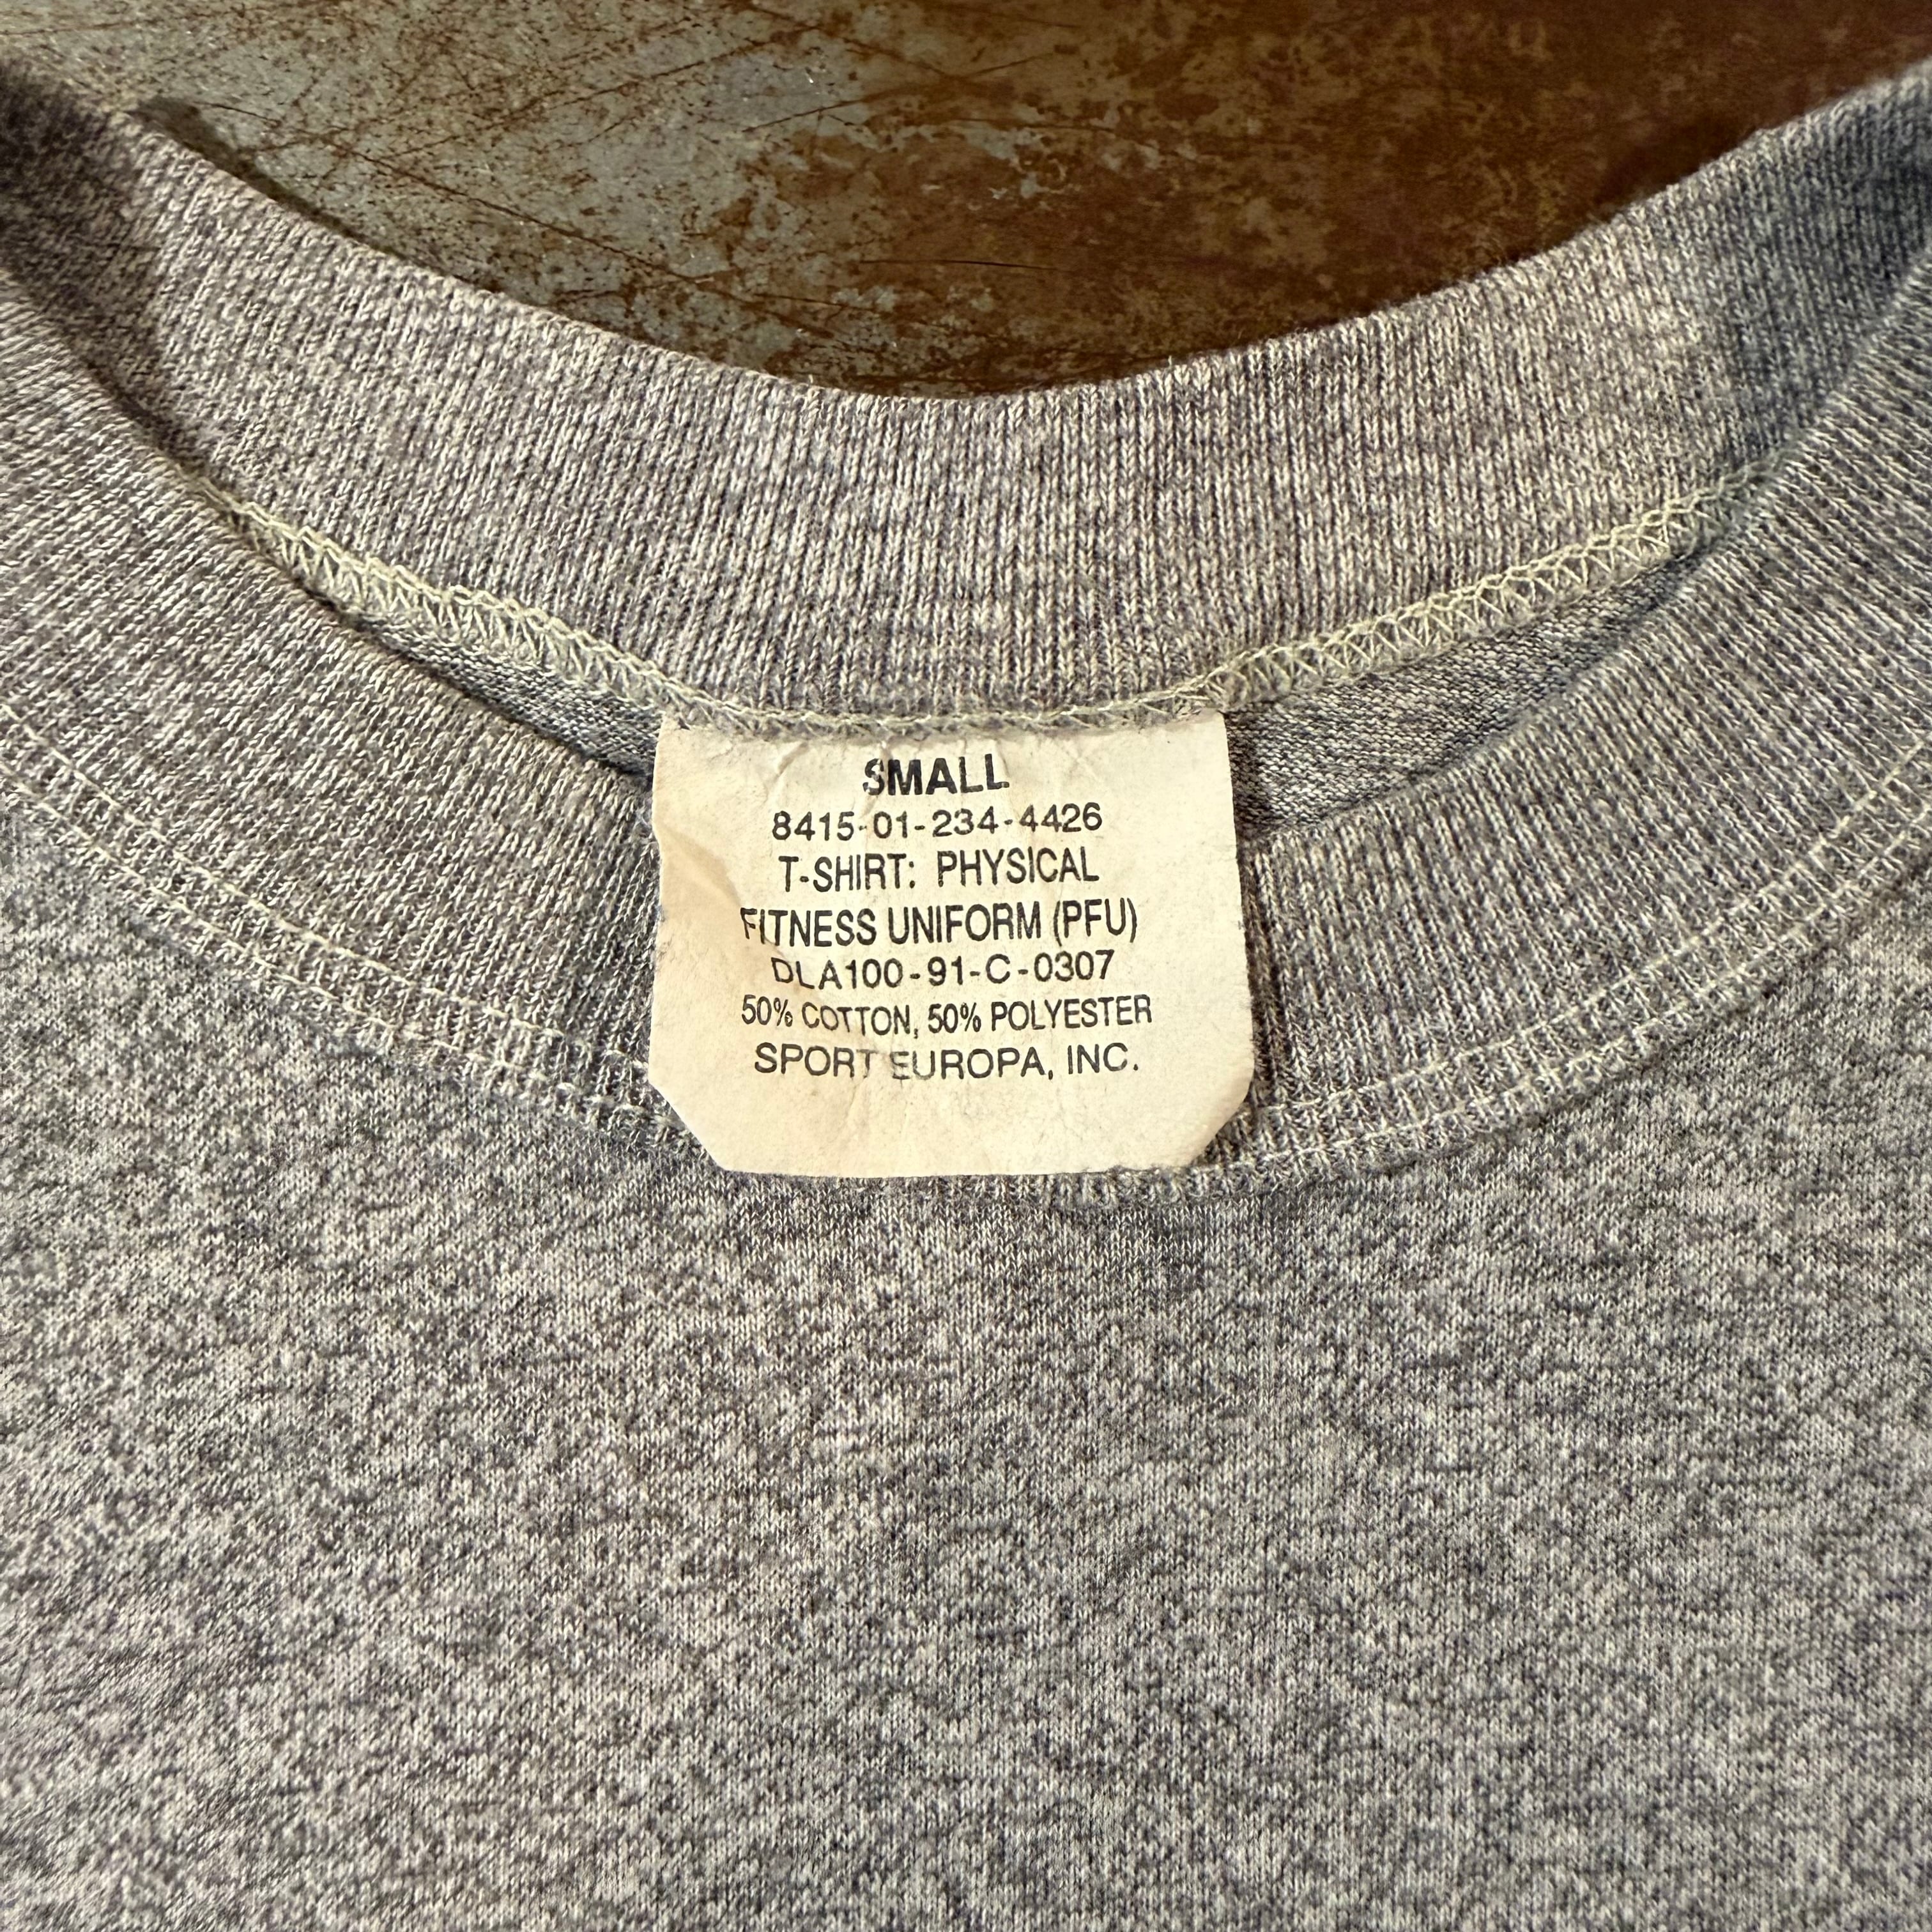 SMALL
8415-01-234-4426
T-SHIRT: PHYSICAL
FITNESS UNIFORM (PFU)
DLA100-91-C-0307
50% COTTON, 50% POLYESTER
SPORT EUROPA, INC.